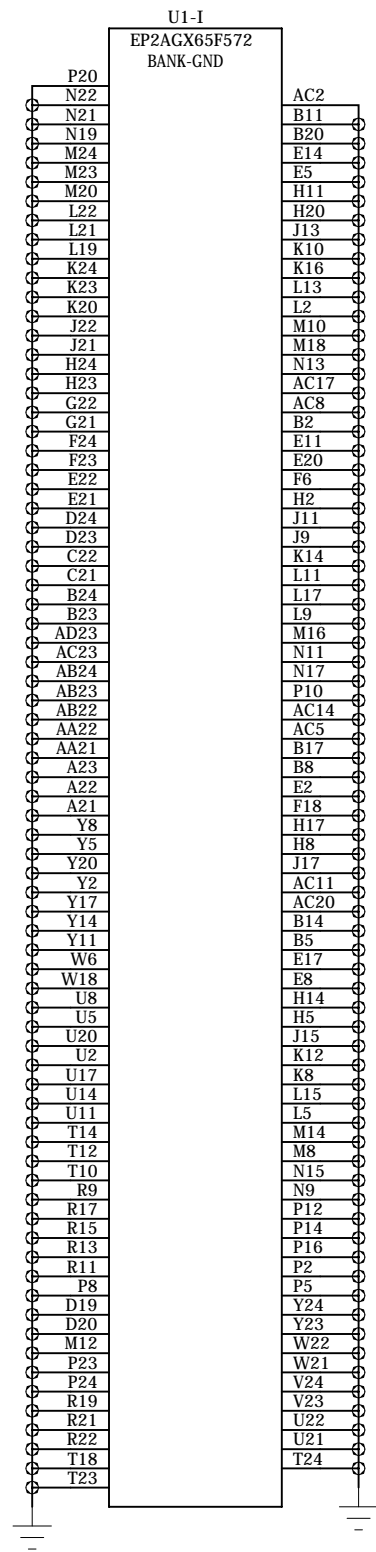 U1-I
EP2AGX65F572
BANK-GND
P20
N22
N21
N19
M24
M23
M20
L22
L21
L19
K24
K23
K20
J22
J21
H24
H23
G22
G21
F24
F23
E22
E21
D24
D23
C22
C21
B24
B23
AD23
AC23
AB24
AB23
AB22
AA22
AA21
A23
A22
A21
Y8
Y5
Y20
Y2
Y17
Y14
Y11
W6
W18
U8
U5
U20
U2
U17
U14
U11
T14
T12
T10
R9
R17
R15
R13
R11
P8
D19
D20
M12
P23
P24
R19
R21
R22
T18
T23
AC2
B11
B20
E14
E5
H11
H20
J13
K10
K16
L13
L2
M10
M18
N13
AC17
AC8
B2
E11
E20
F6
H2
J11
J9
K14
L11
L17
L9
M16
N11
N17
P10
AC14
AC5
B17
B8
E2
F18
H17
H8
J17
AC11
AC20
B14
B5
E17
E8
H14
H5
J15
K12
K8
L15
L5
M14
M8
N15
N9
P12
P14
P16
P2
P5
Y24
Y23
W22
W21
V24
V23
U22
U21
T24